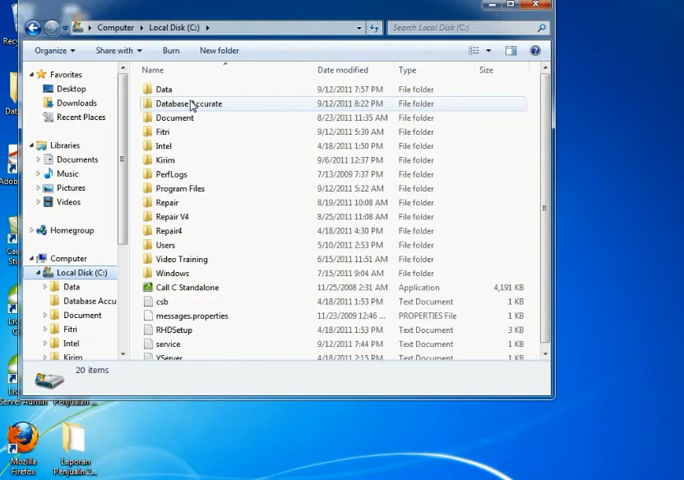 Computer ▸ Local Disk (C:) ▸
Search Local Disk (C:)
Organize Share with Burn New folder
Name Date modified Type Size
Favorites
Desktop
Downloads
Recent Places
Libraries
Documents
Music
Pictures
Videos
Homegroup
Computer
Local Disk (C:)
Data
Database Accu
Document
Fitri
Intel
Kirim
Data 9/12/2011 7:57 PM File folder
Database Accurate 9/12/2011 8:22 PM File folder
Document 8/23/2011 11:35 AM File folder
Fitri 9/12/2011 5:30 AM File folder
Intel 4/18/2011 1:50 PM File folder
Kirim 9/6/2011 12:37 PM File folder
PerfLogs 7/13/2009 7:37 PM File folder
Program Files 9/12/2011 5:22 AM File folder
Repair 8/19/2011 10:08 AM File folder
Repair V4 8/25/2011 11:08 AM File folder
Repair4 4/18/2011 4:30 PM File folder
Users 5/10/2011 2:53 PM File folder
Video Training 6/15/2011 11:51 AM File folder
Windows 7/15/2011 9:04 AM File folder
Call C Standalone 11/25/2008 2:31 AM Application 4,191 KB
csb 4/18/2011 1:53 PM Text Document 1 KB
messages.properties 11/23/2009 12:46 ... PROPERTIES File 1 KB
RHDSetup 4/18/2011 1:53 PM Text Document 3 KB
service 9/12/2011 7:44 PM Text Document 1 KB
YServer 4/18/2011 2:15 PM Text Document 1 KB
20 items
Server Admin
Penjualan ...
Mozilla
Firefox
Laporan
Penjualn 2...